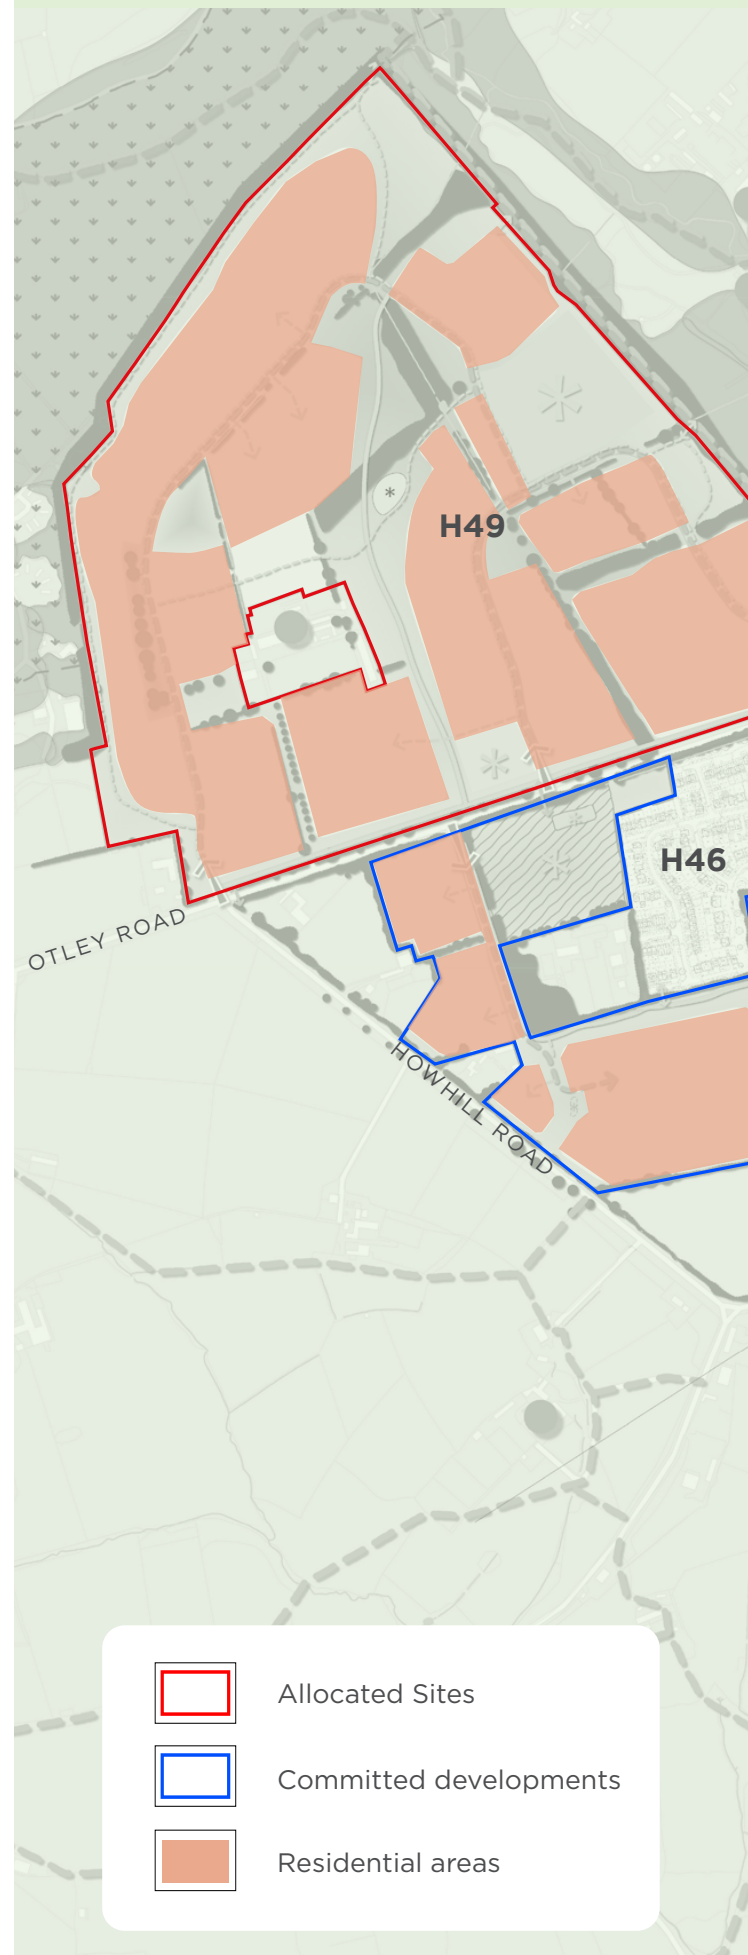 H49
H46
OTLEY ROAD
HOWHILL ROAD
Allocated Sites
Committed developments
Residential areas